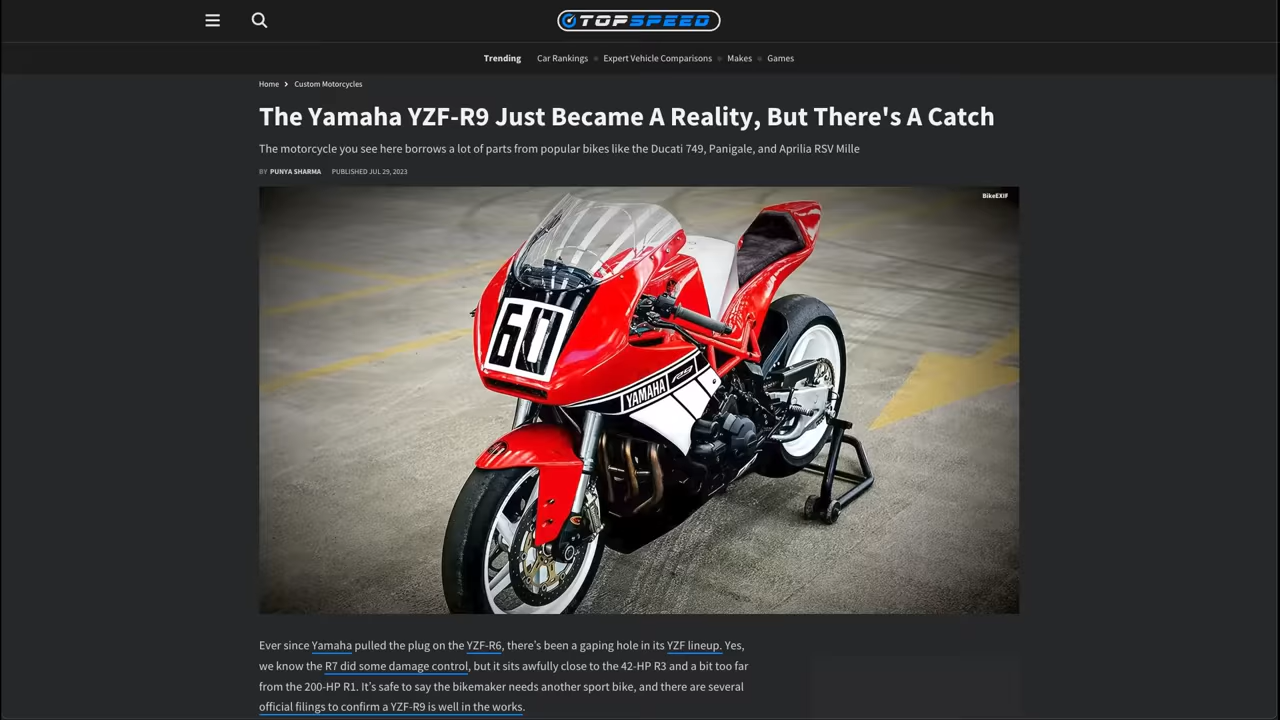 TOPSPEED
Trending Car Rankings Expert Vehicle Comparisons Makes Games
Home Custom Motorcycles
The Yamaha YZF-R9 Just Became A Reality, But There's A Catch
The motorcycle you see here borrows a lot of parts from popular bikes like the Ducati 749, Panigale, and Aprilia RSV Mille
BY PUNYA SHARMA PUBLISHED JUL 29, 2023
BikeEXIF
60
YAMAHA R9
Ever since Yamaha pulled the plug on the YZF-R6, there's been a gaping hole in its YZF lineup. Yes,
we know the R7 did some damage control, but it sits awfully close to the 42-HP R3 and a bit too far
from the 200-HP R1. It's safe to say the bikemaker needs another sport bike, and there are several
official filings to confirm a YZF-R9 is well in the works.